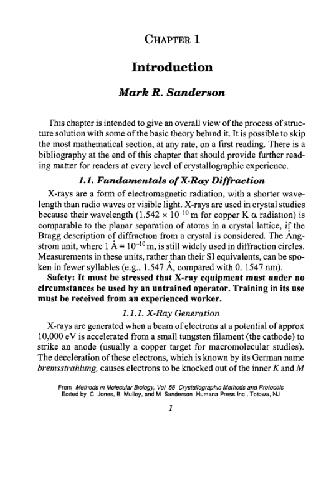 CHAPTER 1
Introduction
Mark R. Sanderson
This chapter is intended to give an overall view of the process of struc-
ture solution with some of the basic theory behind it. It is possible to skip
the most mathematical section, at any rate, on a first reading. There is a
bibliography at the end of this chapter that should provide further read-
ing matter for readers at every level of crystallographic experience.
1.1. Fundamentals of X-Ray Diffraction
X-rays are a form of electromagnetic radiation, with a shorter wave-
length than radio waves or visible light. X-rays are used in crystal studies
because their wavelength (1.542 × 10⁻¹⁰ m for copper K α radiation) is
comparable to the planar separation of atoms in a crystal lattice, if the
Bragg description of diffraction from a crystal is considered. The Ång-
strom unit, where 1 Å = 10⁻¹⁰ m, is still widely used in diffraction circles.
Measurements in these units, rather than their SI equivalents, can be spo-
ken in fewer syllables (e.g., 1.547 Å, compared with 0.1547 nm).
Safety: It must be stressed that X-ray equipment must under no
circumstances be used by an untrained operator. Training in its use
must be received from an experienced worker.
1.1.1. X-Ray Generation
X-rays are generated when a beam of electrons at a potential of approx
10,000 eV is accelerated from a small tungsten filament (the cathode) to
strike an anode (usually a copper target for macromolecular studies).
The deceleration of these electrons, which is known by its German name
bremsstrahlung, causes electrons to be knocked out of the inner K and M
From Methods in Molecular Biology, Vol 56 Crystallographic Methods and Protocols
Edited by C. Jones, B. Mulloy, and M. Sanderson Humana Press Inc., Totowa, NJ
1